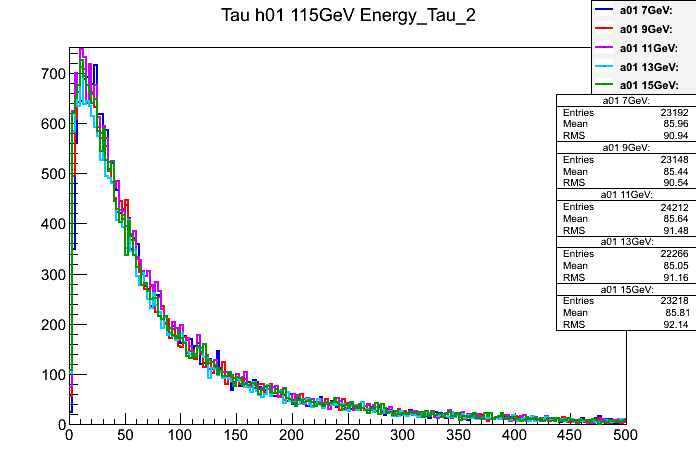 Tau h01 115GeV Energy_Tau_2
a01 7GeV:
a01 9GeV:
a01 11GeV:
a01 13GeV:
a01 15GeV:
a01 7GeV:
Entries 23192
Mean 85.96
RMS 90.94
a01 9GeV:
Entries 23148
Mean 85.44
RMS 90.54
a01 11GeV:
Entries 24212
Mean 85.64
RMS 91.48
a01 13GeV:
Entries 22266
Mean 85.05
RMS 91.16
a01 15GeV:
Entries 23218
Mean 85.81
RMS 92.14
700
600
500
400
300
200
100
0
0 50 100 150 200 250 300 350 400 450 500